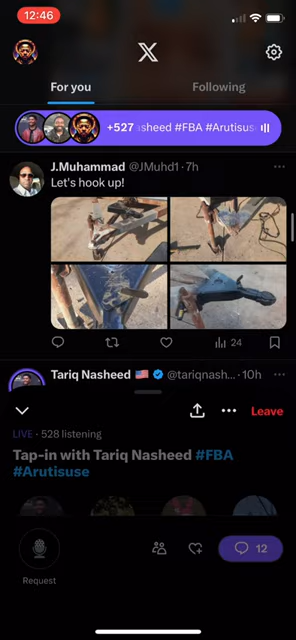 12:46
For you
Following
+527
sheed #FBA #Arutisus
J.Muhammad @JMuhd1 · 7h
Let's hook up!
24
Tariq Nasheed 🇺🇸 @tariqnash... · 10h
Leave
LIVE · 528 listening
Tap-in with Tariq Nasheed #FBA
#Arutisuse
12
Request